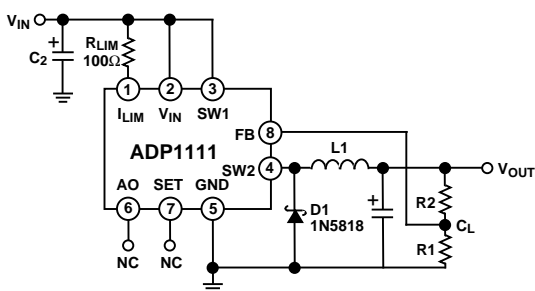 VIN
C2
RLIM
100Ω
1
2
3
ILIM
VIN
SW1
FB
8
ADP1111
L1
SW2
4
VOUT
AO
SET
GND
6
7
5
D1
1N5818
R2
CL
R1
NC
NC